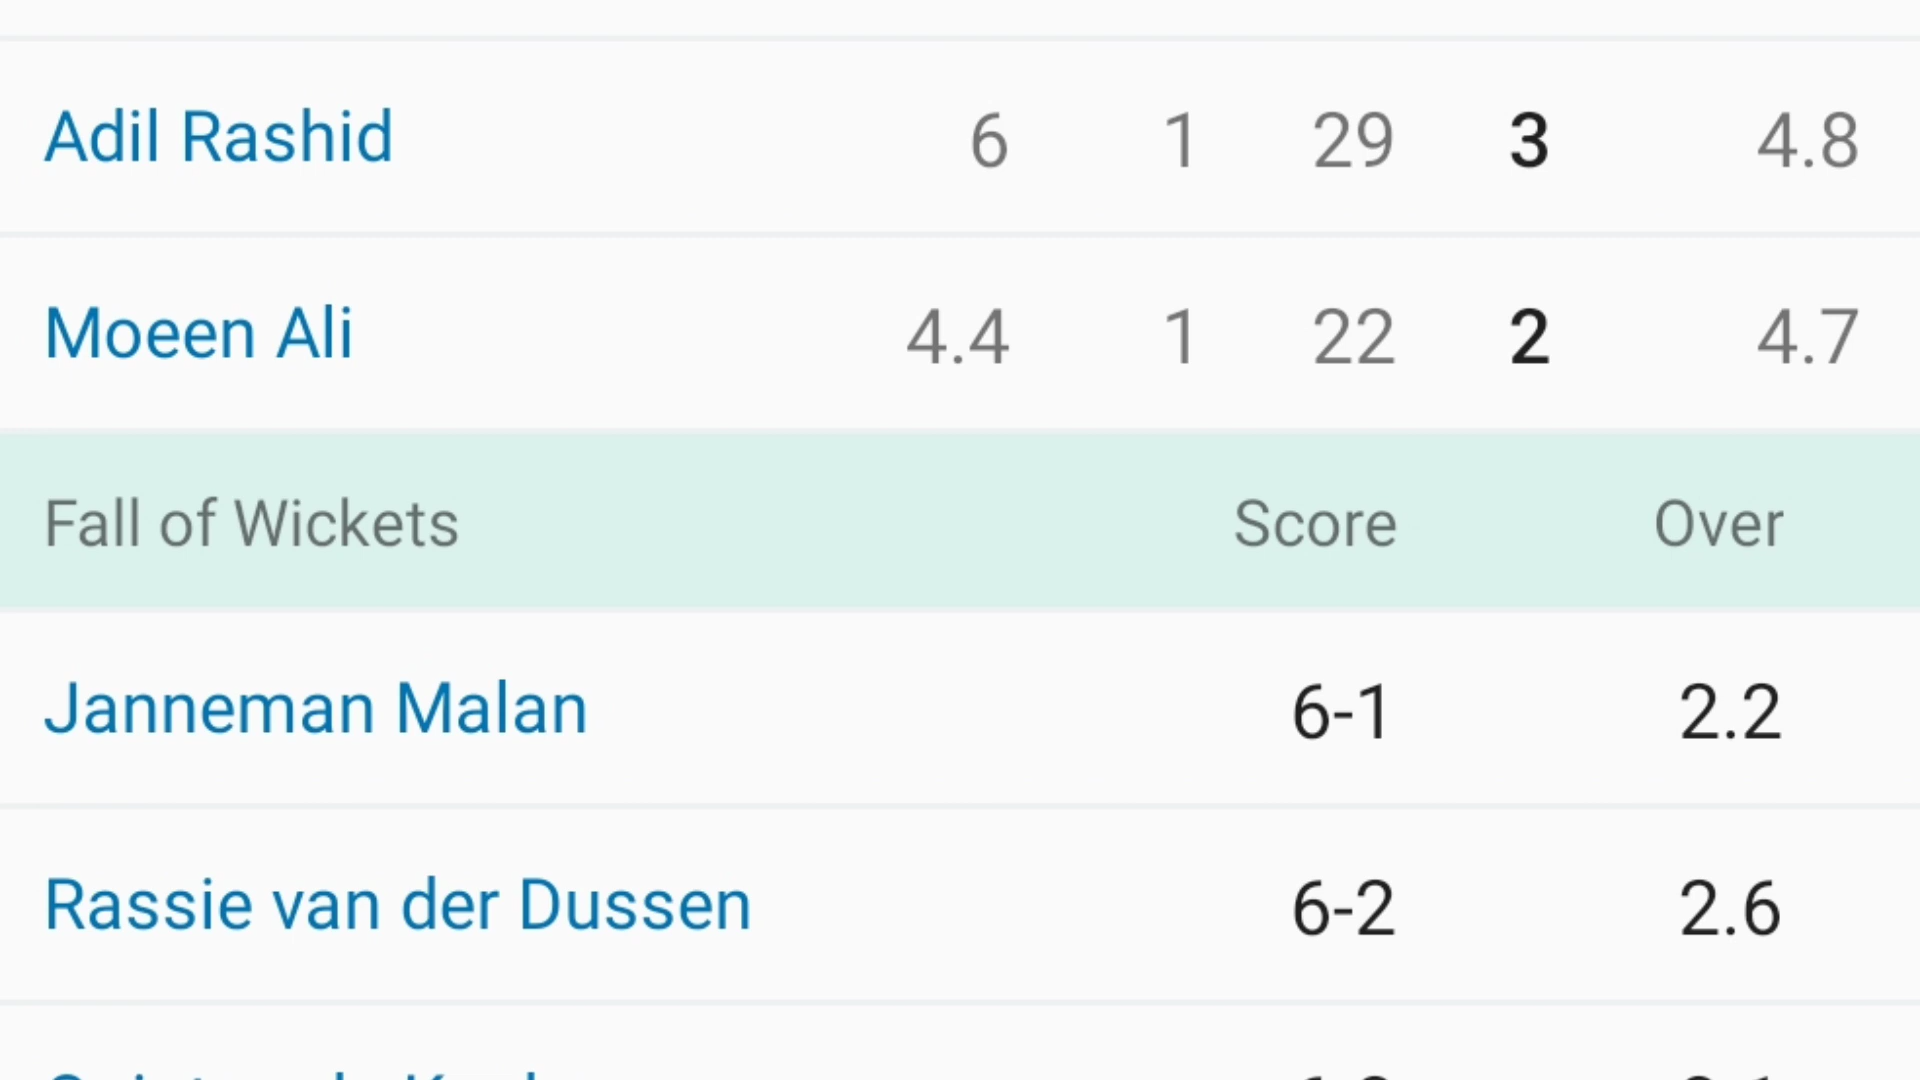 Adil Rashid 6 1 29 3 4.8
Moeen Ali 4.4 1 22 2 4.7
Fall of Wickets Score Over
Janneman Malan 6-1 2.2
Rassie van der Dussen 6-2 2.6